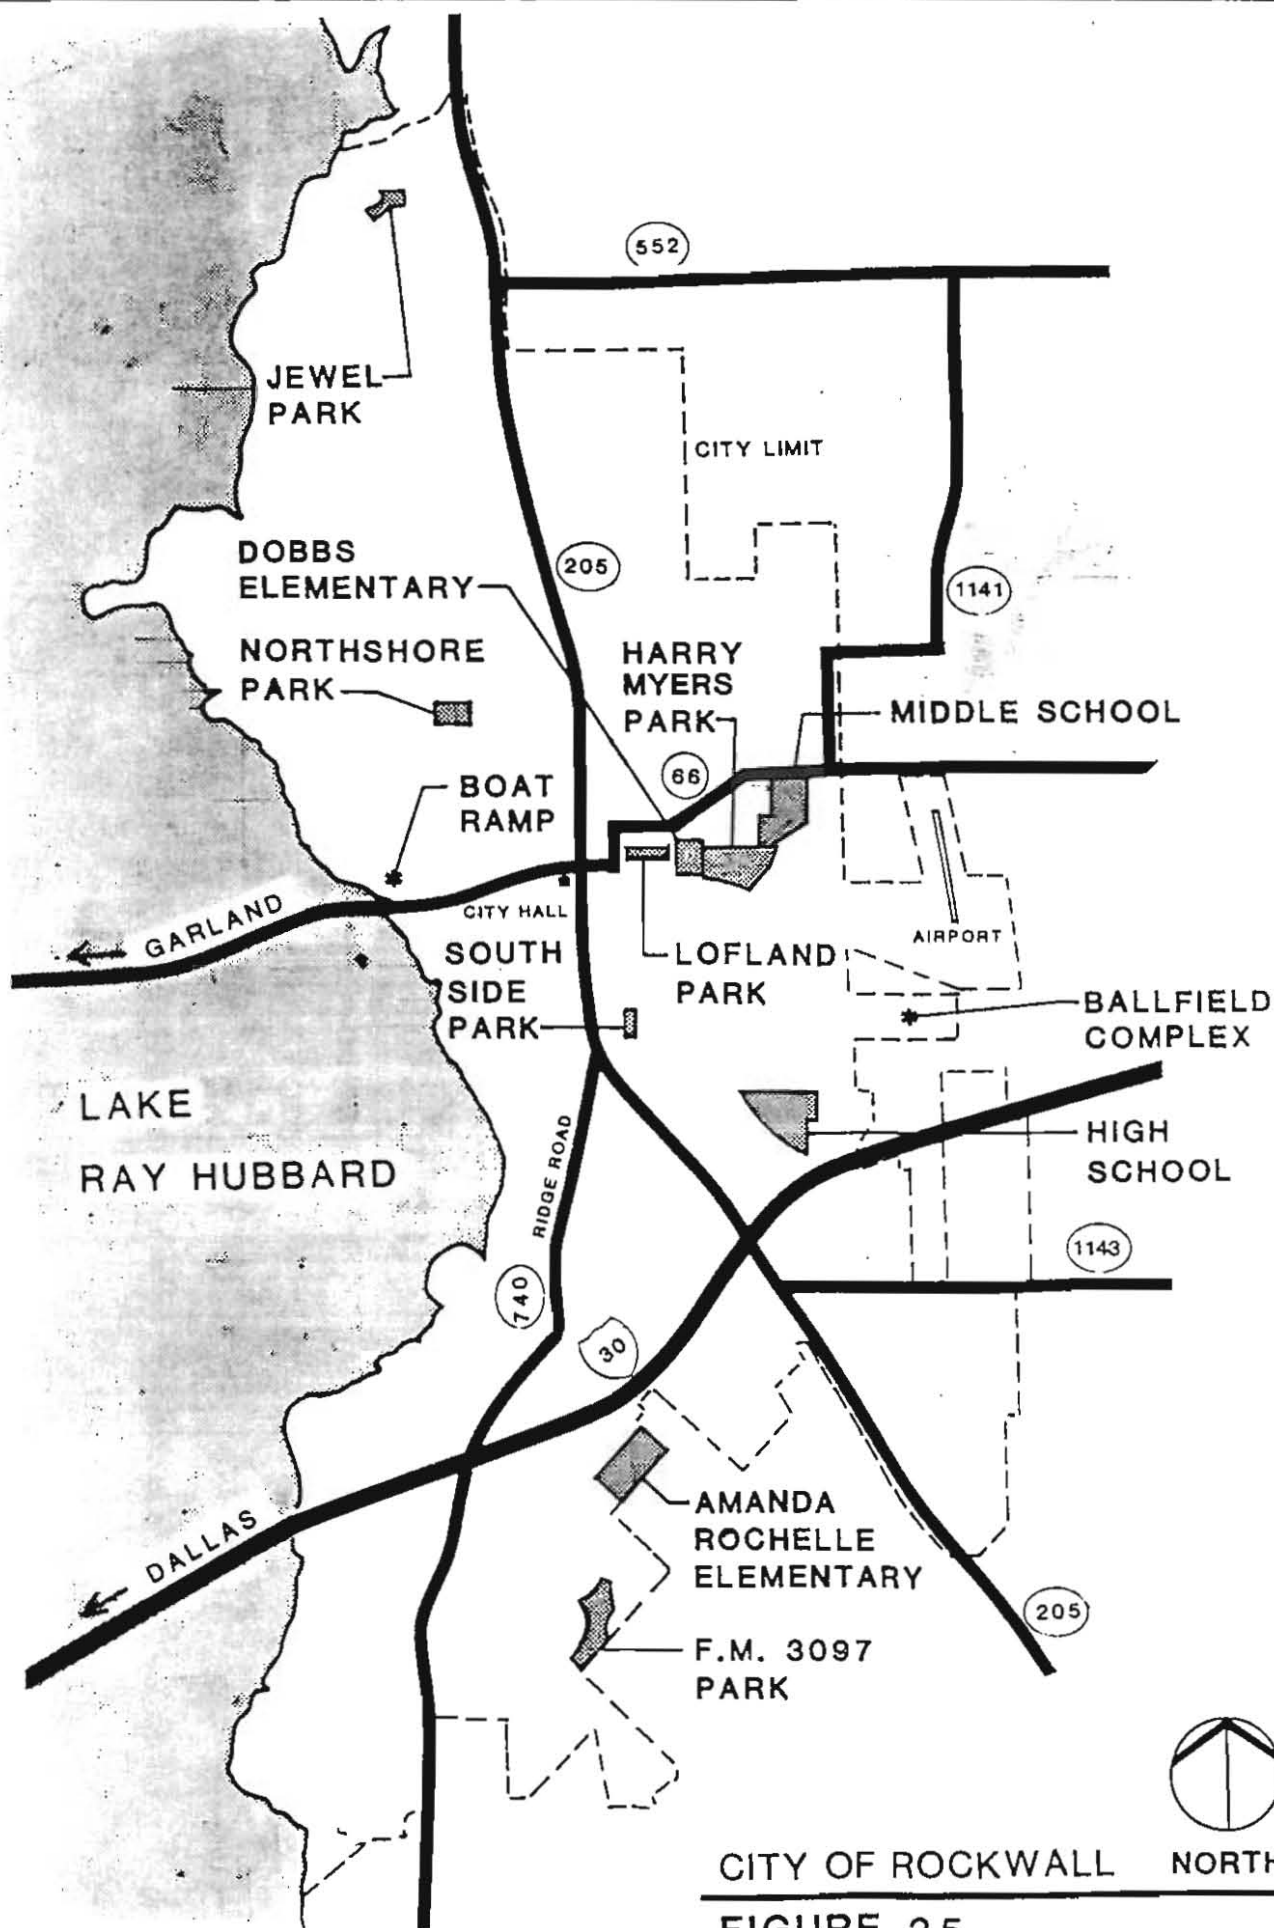 552
JEWEL
PARK
CITY LIMIT
DOBBS
ELEMENTARY
205
1141
NORTHSHORE
PARK
HARRY
MYERS
PARK
MIDDLE SCHOOL
66
BOAT
RAMP
CITY HALL
GARLAND
AIRPORT
SOUTH
SIDE
PARK
LOFLAND
PARK
BALLFIELD
COMPLEX
LAKE
RAY HUBBARD
RIDGE ROAD
HIGH
SCHOOL
1143
740
30
DALLAS
AMANDA
ROCHELLE
ELEMENTARY
205
F.M. 3097
PARK
CITY OF ROCKWALL
NORTH